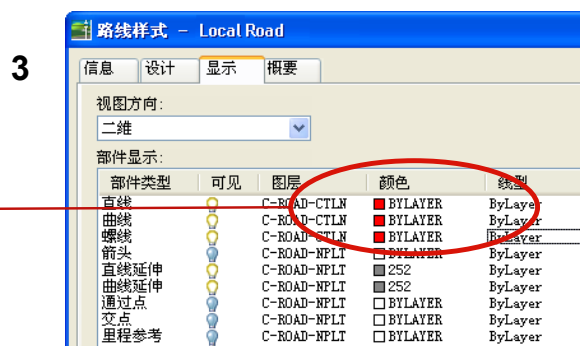 路线样式 - Local Road
3
信息 设计 显示 概要
视图方向:
二维
部件显示:
部件类型 可见 图层 颜色 线型
直线 C-ROAD-CTLN BYLAYER ByLayer
曲线 C-ROAD-CTLN BYLAYER ByLayer
螺线 C-ROAD-CTLN BYLAYER ByLayer
箭头 C-ROAD-NPLT BYLAYER ByLayer
直线延伸 C-ROAD-NPLT 252 ByLayer
曲线延伸 C-ROAD-NPLT 252 ByLayer
通过点 C-ROAD-NPLT BYLAYER ByLayer
交点 C-ROAD-NPLT BYLAYER ByLayer
里程参考 C-ROAD-NPLT BYLAYER ByLayer